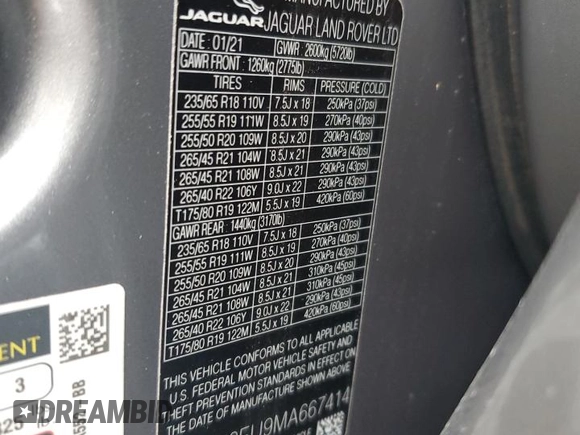 MANUFACTURED BY
JAGUAR JAGUAR LAND ROVER LTD
DATE: 01/21 GVWR: 2600kg (5720lb)
GAWR FRONT: 1260kg (2775lb)
TIRES RIMS PRESSURE (COLD)
235/65 R18 110V 7.5J x 18 250kPa (37psi)
255/55 R19 111W 8.5J x 19 270kPa (40psi)
255/50 R20 109W 8.5J x 20 290kPa (43psi)
265/45 R21 104W 8.5J x 21 290kPa (43psi)
265/45 R21 108W 8.5J x 21 290kPa (43psi)
265/40 R22 106Y 9.0J x 22 290kPa (43psi)
T175/80 R19 122M 5.5J x 19 420kPa (60psi)
GAWR REAR: 1440kg (3170lb)
235/65 R18 110V 7.5J x 18 250kPa (37psi)
255/55 R19 111W 8.5J x 19 270kPa (40psi)
255/50 R20 109W 8.5J x 20 290kPa (43psi)
265/45 R21 104W 8.5J x 21 310kPa (45psi)
265/45 R21 108W 8.5J x 21 310kPa (45psi)
265/40 R22 106Y 9.0J x 22 290kPa (43psi)
T175/80 R19 122M 5.5J x 19 420kPa (60psi)
THIS VEHICLE CONFORMS TO ALL APPLICABLE
U.S. FEDERAL MOTOR VEHICLE SAFETY AND
THEFT PREVENTION STANDARDS IN EFFECT
ON THE DATE OF MANUFACTURE SHOWN
9MA667414
ENT
3
825
DREAMBID